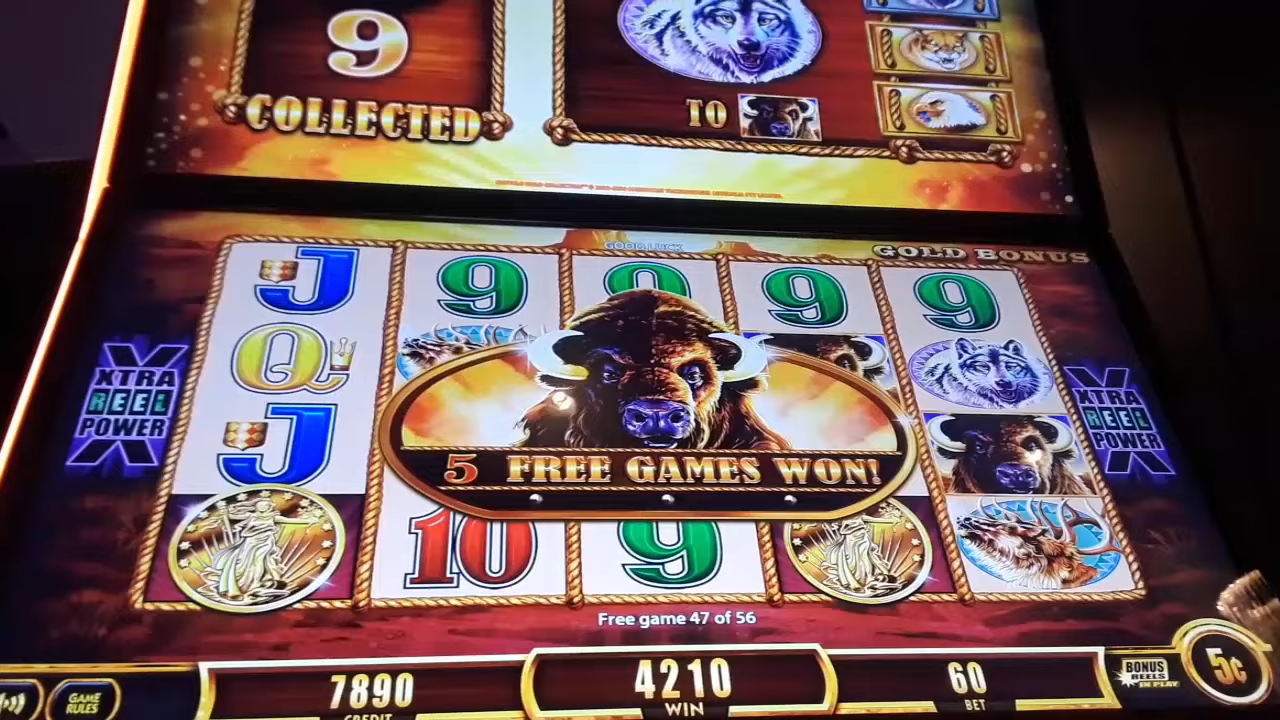 9
COLLECTED
TO
GOOD LUCK
GOLD BONUS
J
9
9
9
9
XTRA
REEL
POWER
Q
XTRA
REEL
POWER
J
5 FREE GAMES WON!
10
9
Free game 47 of 56
GAME
RULES
7890
CREDIT
4210
WIN
60
BET
BONUS
REELS
IN PLAY
5¢